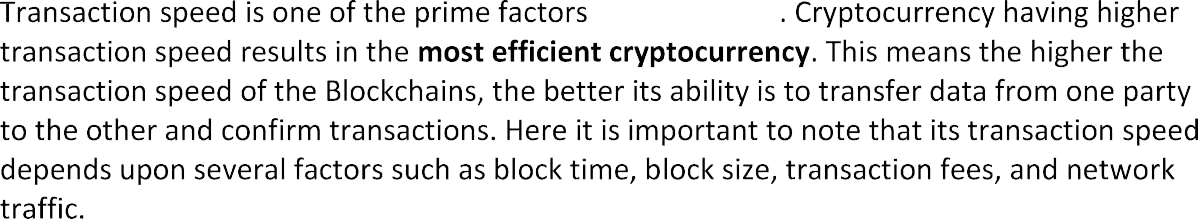 Transaction speed is one of the prime factors . Cryptocurrency having higher
transaction speed results in the most efficient cryptocurrency. This means the higher the
transaction speed of the Blockchains, the better its ability is to transfer data from one party
to the other and confirm transactions. Here it is important to note that its transaction speed
depends upon several factors such as block time, block size, transaction fees, and network
traffic.